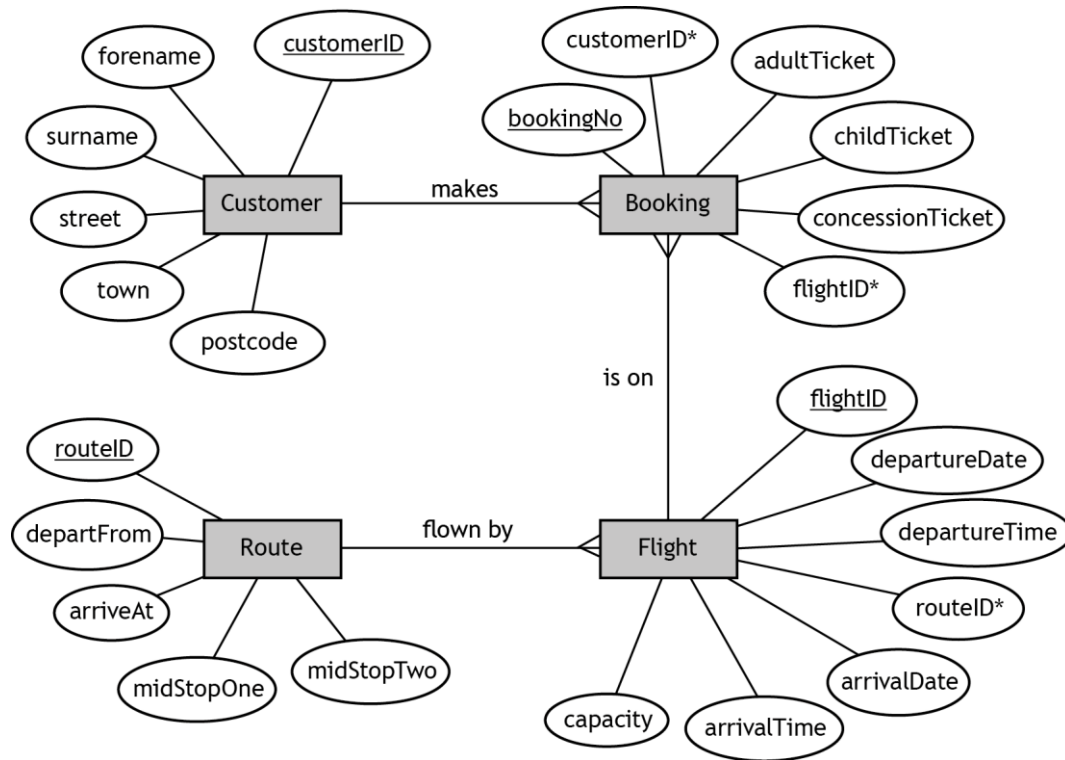 customerID
forename
surname
street
town
postcode
Customer
makes
customerID*
bookingNo
adultTicket
childTicket
concessionTicket
flightID*
Booking
is on
routeID
departFrom
arriveAt
midStopOne
midStopTwo
Route
flown by
flightID
departureDate
departureTime
routeID*
arrivalDate
arrivalTime
capacity
Flight